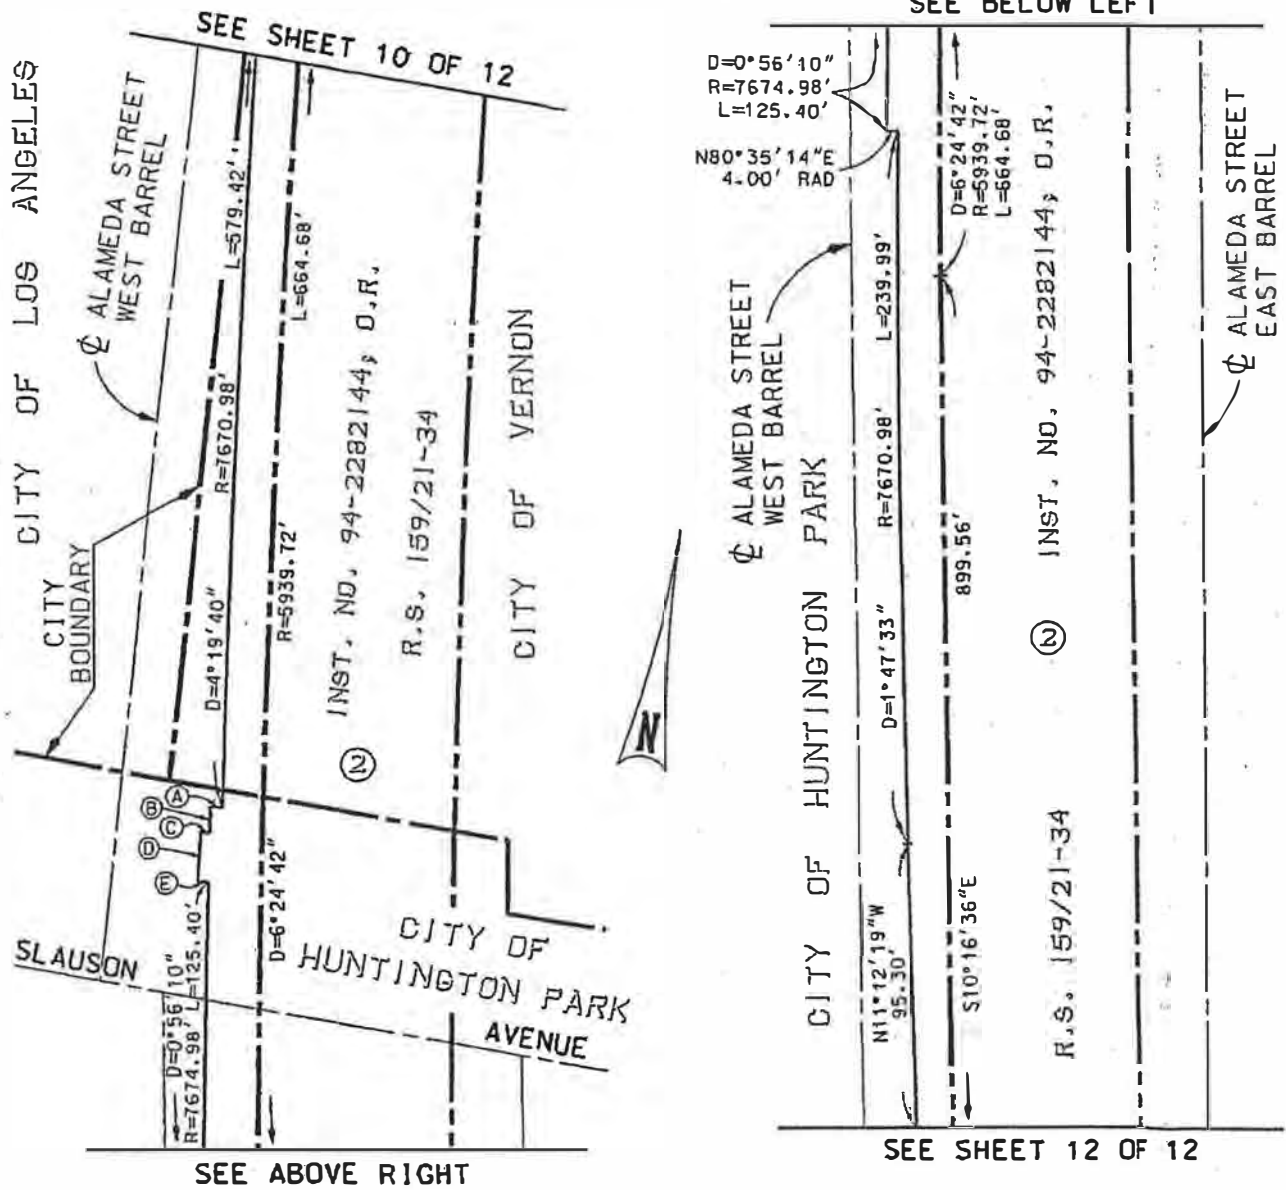 SEE SHEET 10 OF 12
CITY OF LOS ANGELES
℄ ALAMEDA STREET
WEST BARREL
L=579.42'
R=7670.98'
D=4°19'40"
L=664.68'
R=5939.72'
D=6°24'42"
INST. NO. 94-2282144, O.R.
R.S. 159/21-34
CITY OF VERNON
CITY
BOUNDARY
2
A
B
C
D
E
N
CITY OF
HUNTINGTON PARK
SLAUSON
AVENUE
D=0°56'10"
R=7674.98' L=125.40'
SEE ABOVE RIGHT
SEE BELOW LEFT
D=0°56'10"
R=7674.98'
L=125.40'
N80°35'14"E
4.00' RAD
℄ ALAMEDA STREET
WEST BARREL
CITY OF HUNTINGTON PARK
L=239.99'
R=7670.98'
D=1°47'33"
N11°12'19"W
95.30'
D=6°24'42"
R=5939.72'
L=664.68'
899.56'
S10°16'36"E
INST. NO. 94-2282144, O.R.
2
R.S. 159/21-34
℄ ALAMEDA STREET
EAST BARREL
SEE SHEET 12 OF 12